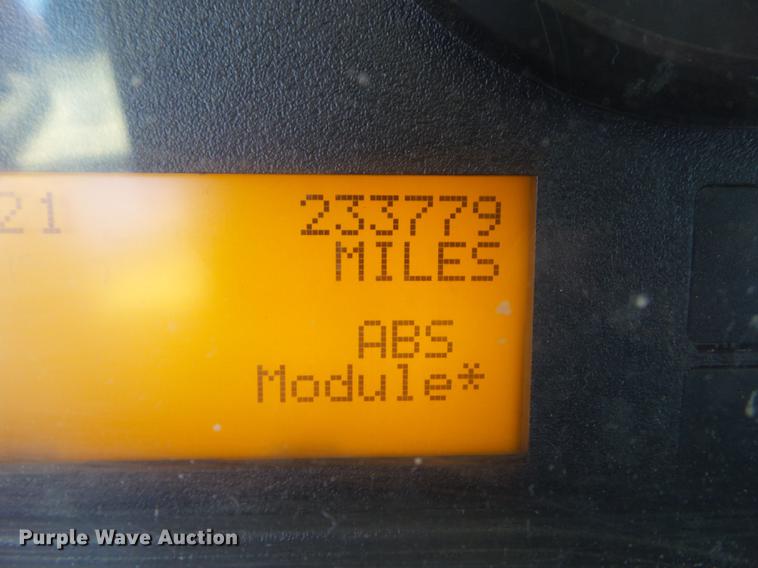 21 233779
MILES
ABS
Module*
Purple Wave Auction